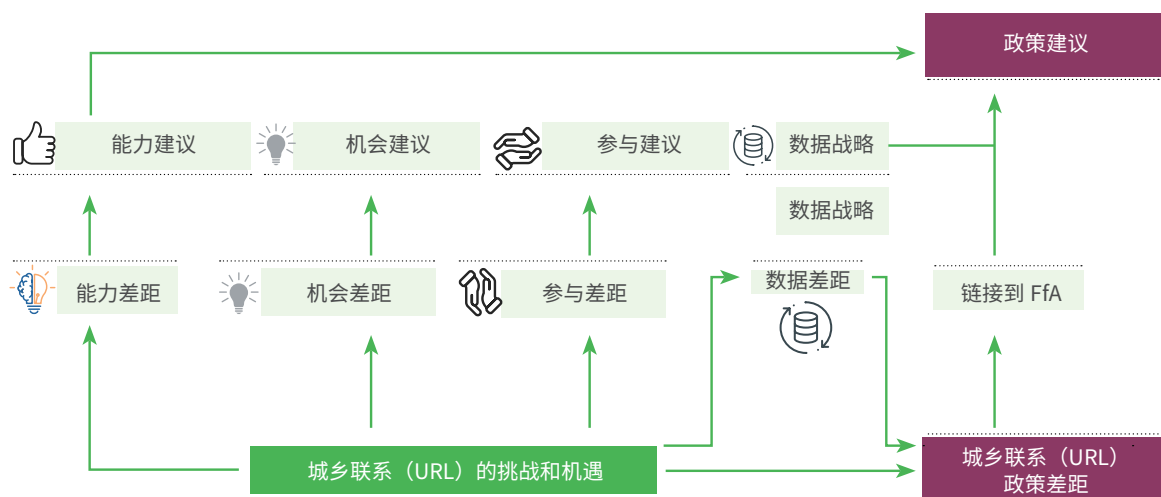 政策建议
能力建议
机会建议
参与建议
数据战略
数据战略
能力差距
机会差距
参与差距
数据差距
链接到 FfA
城乡联系（URL）的挑战和机遇
城乡联系（URL）
政策差距